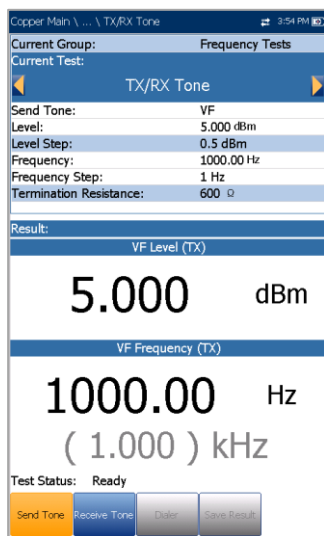 Copper Main \ ... \ TX/RX Tone 3:54 PM
Current Group: Frequency Tests
Current Test:
TX/RX Tone
Send Tone: VF
Level: 5.000 dBm
Level Step: 0.5 dBm
Frequency: 1000.00 Hz
Frequency Step: 1 Hz
Termination Resistance: 600 Ω
Result:
VF Level (TX)
5.000 dBm
VF Frequency (TX)
1000.00 Hz
( 1.000 ) kHz
Test Status: Ready
Send Tone Receive Tone Dialer Save Result